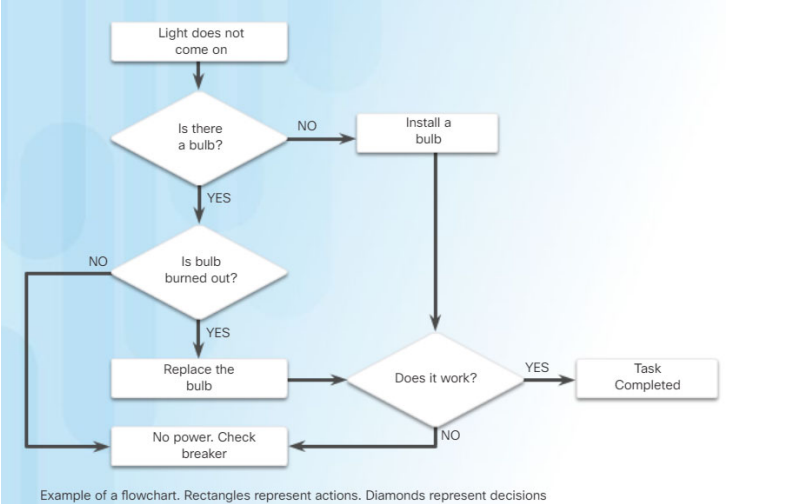 Light does not
come on
Is there
a bulb?
NO
Install a
bulb
YES
Is bulb
burned out?
NO
YES
Replace the
bulb
Does it work?
YES
Task
Completed
NO
No power. Check
breaker
Example of a flowchart. Rectangles represent actions. Diamonds represent decisions